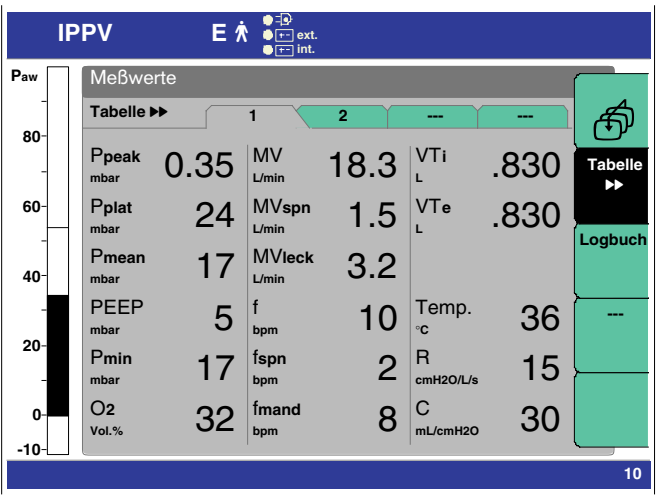 IPPV E
ext.
int.
Paw
80
60
40
20
0
-10
Meßwerte
Tabelle 1 2 --- ---
Ppeak mbar 0.35 MV L/min 18.3 VTi L .830
Pplat mbar 24 MVspn L/min 1.5 VTe L .830
Pmean mbar 17 MVleck L/min 3.2
PEEP mbar 5 f bpm 10 Temp. °C 36
Pmin mbar 17 fspn bpm 2 R cmH2O/L/s 15
O2 Vol.% 32 fmand bpm 8 C mL/cmH2O 30
Tabelle
Logbuch
---
10